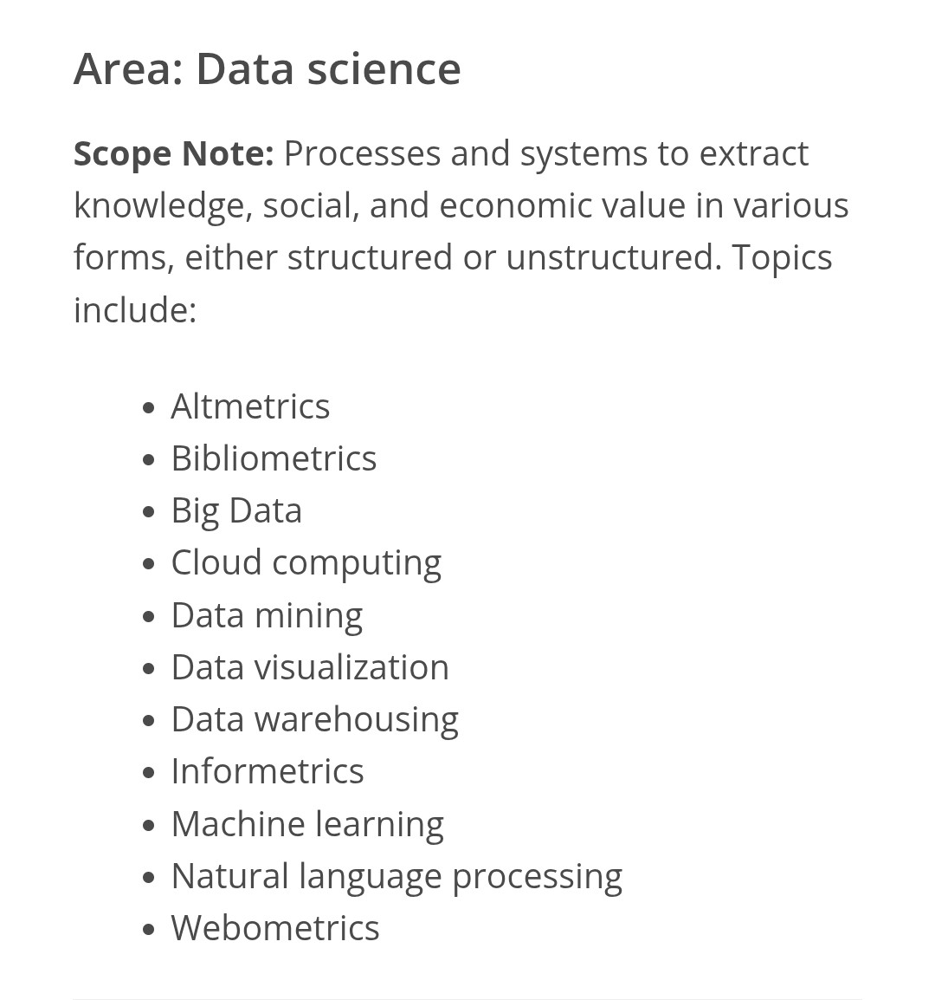 Area: Data science
Scope Note: Processes and systems to extract
knowledge, social, and economic value in various
forms, either structured or unstructured. Topics
include:
• Altmetrics
• Bibliometrics
• Big Data
• Cloud computing
• Data mining
• Data visualization
• Data warehousing
• Informetrics
• Machine learning
• Natural language processing
• Webometrics